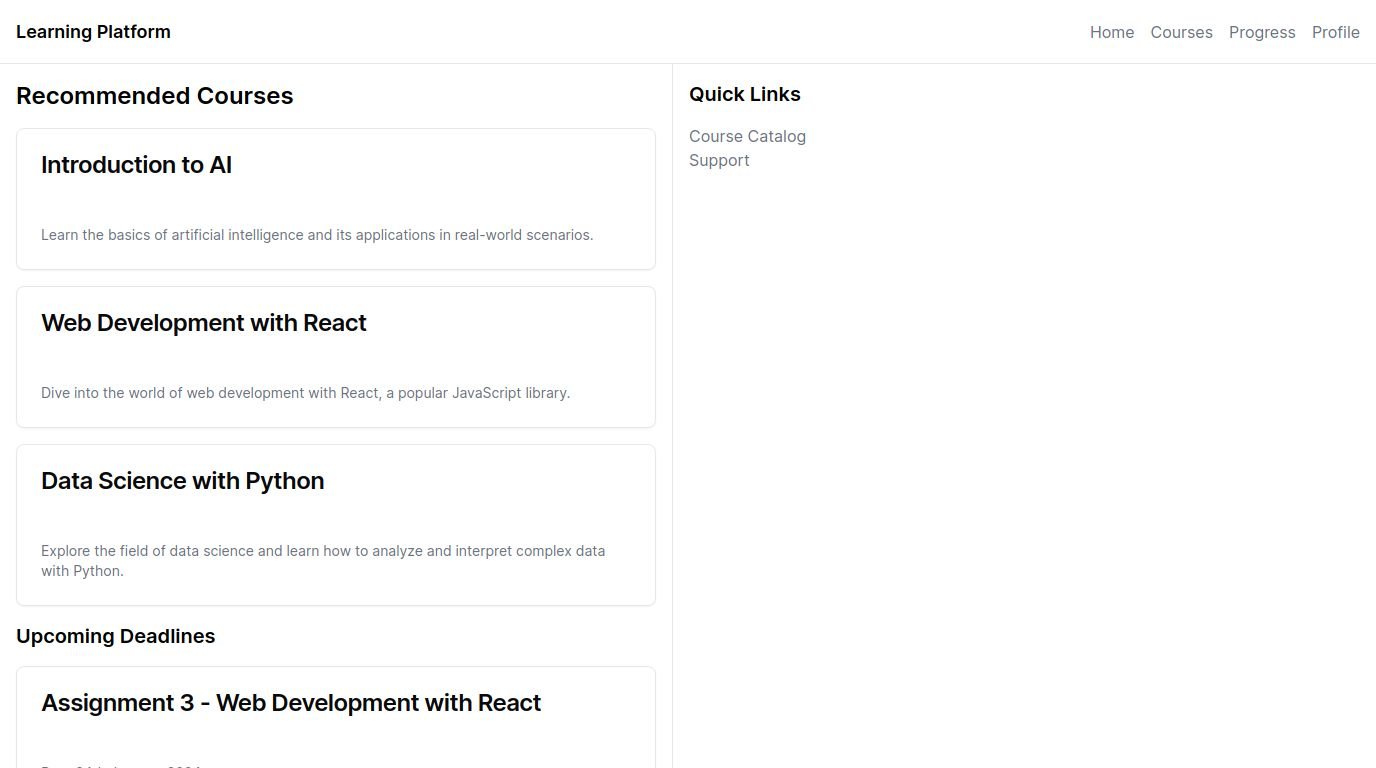 Learning Platform
Home Courses Progress Profile
Recommended Courses
Introduction to AI
Learn the basics of artificial intelligence and its applications in real-world scenarios.
Web Development with React
Dive into the world of web development with React, a popular JavaScript library.
Data Science with Python
Explore the field of data science and learn how to analyze and interpret complex data
with Python.
Upcoming Deadlines
Assignment 3 - Web Development with React
Quick Links
Course Catalog
Support